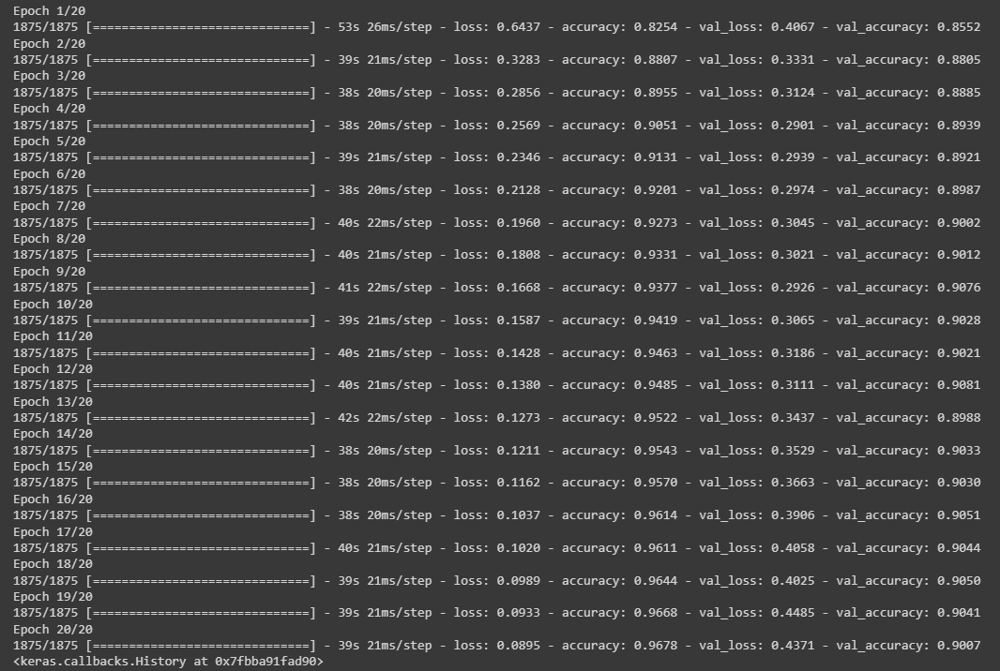 Epoch 1/20
1875/1875 [==============================] - 53s 26ms/step - loss: 0.6437 - accuracy: 0.8254 - val_loss: 0.4067 - val_accuracy: 0.8552
Epoch 2/20
1875/1875 [==============================] - 39s 21ms/step - loss: 0.3283 - accuracy: 0.8807 - val_loss: 0.3331 - val_accuracy: 0.8805
Epoch 3/20
1875/1875 [==============================] - 38s 20ms/step - loss: 0.2856 - accuracy: 0.8955 - val_loss: 0.3124 - val_accuracy: 0.8885
Epoch 4/20
1875/1875 [==============================] - 38s 20ms/step - loss: 0.2569 - accuracy: 0.9051 - val_loss: 0.2901 - val_accuracy: 0.8939
Epoch 5/20
1875/1875 [==============================] - 39s 21ms/step - loss: 0.2346 - accuracy: 0.9131 - val_loss: 0.2939 - val_accuracy: 0.8921
Epoch 6/20
1875/1875 [==============================] - 38s 20ms/step - loss: 0.2128 - accuracy: 0.9201 - val_loss: 0.2974 - val_accuracy: 0.8987
Epoch 7/20
1875/1875 [==============================] - 40s 22ms/step - loss: 0.1960 - accuracy: 0.9273 - val_loss: 0.3045 - val_accuracy: 0.9002
Epoch 8/20
1875/1875 [==============================] - 40s 21ms/step - loss: 0.1808 - accuracy: 0.9331 - val_loss: 0.3021 - val_accuracy: 0.9012
Epoch 9/20
1875/1875 [==============================] - 41s 22ms/step - loss: 0.1668 - accuracy: 0.9377 - val_loss: 0.2926 - val_accuracy: 0.9076
Epoch 10/20
1875/1875 [==============================] - 39s 21ms/step - loss: 0.1587 - accuracy: 0.9419 - val_loss: 0.3065 - val_accuracy: 0.9028
Epoch 11/20
1875/1875 [==============================] - 40s 21ms/step - loss: 0.1428 - accuracy: 0.9463 - val_loss: 0.3186 - val_accuracy: 0.9021
Epoch 12/20
1875/1875 [==============================] - 40s 21ms/step - loss: 0.1380 - accuracy: 0.9485 - val_loss: 0.3111 - val_accuracy: 0.9081
Epoch 13/20
1875/1875 [==============================] - 42s 22ms/step - loss: 0.1273 - accuracy: 0.9522 - val_loss: 0.3437 - val_accuracy: 0.8988
Epoch 14/20
1875/1875 [==============================] - 38s 20ms/step - loss: 0.1211 - accuracy: 0.9543 - val_loss: 0.3529 - val_accuracy: 0.9033
Epoch 15/20
1875/1875 [==============================] - 38s 20ms/step - loss: 0.1162 - accuracy: 0.9570 - val_loss: 0.3663 - val_accuracy: 0.9030
Epoch 16/20
1875/1875 [==============================] - 38s 20ms/step - loss: 0.1037 - accuracy: 0.9614 - val_loss: 0.3906 - val_accuracy: 0.9051
Epoch 17/20
1875/1875 [==============================] - 40s 21ms/step - loss: 0.1020 - accuracy: 0.9611 - val_loss: 0.4058 - val_accuracy: 0.9044
Epoch 18/20
1875/1875 [==============================] - 39s 21ms/step - loss: 0.0989 - accuracy: 0.9644 - val_loss: 0.4025 - val_accuracy: 0.9050
Epoch 19/20
1875/1875 [==============================] - 39s 21ms/step - loss: 0.0933 - accuracy: 0.9668 - val_loss: 0.4485 - val_accuracy: 0.9041
Epoch 20/20
1875/1875 [==============================] - 39s 21ms/step - loss: 0.0895 - accuracy: 0.9678 - val_loss: 0.4371 - val_accuracy: 0.9007
<keras.callbacks.History at 0x7fbba91fad90>